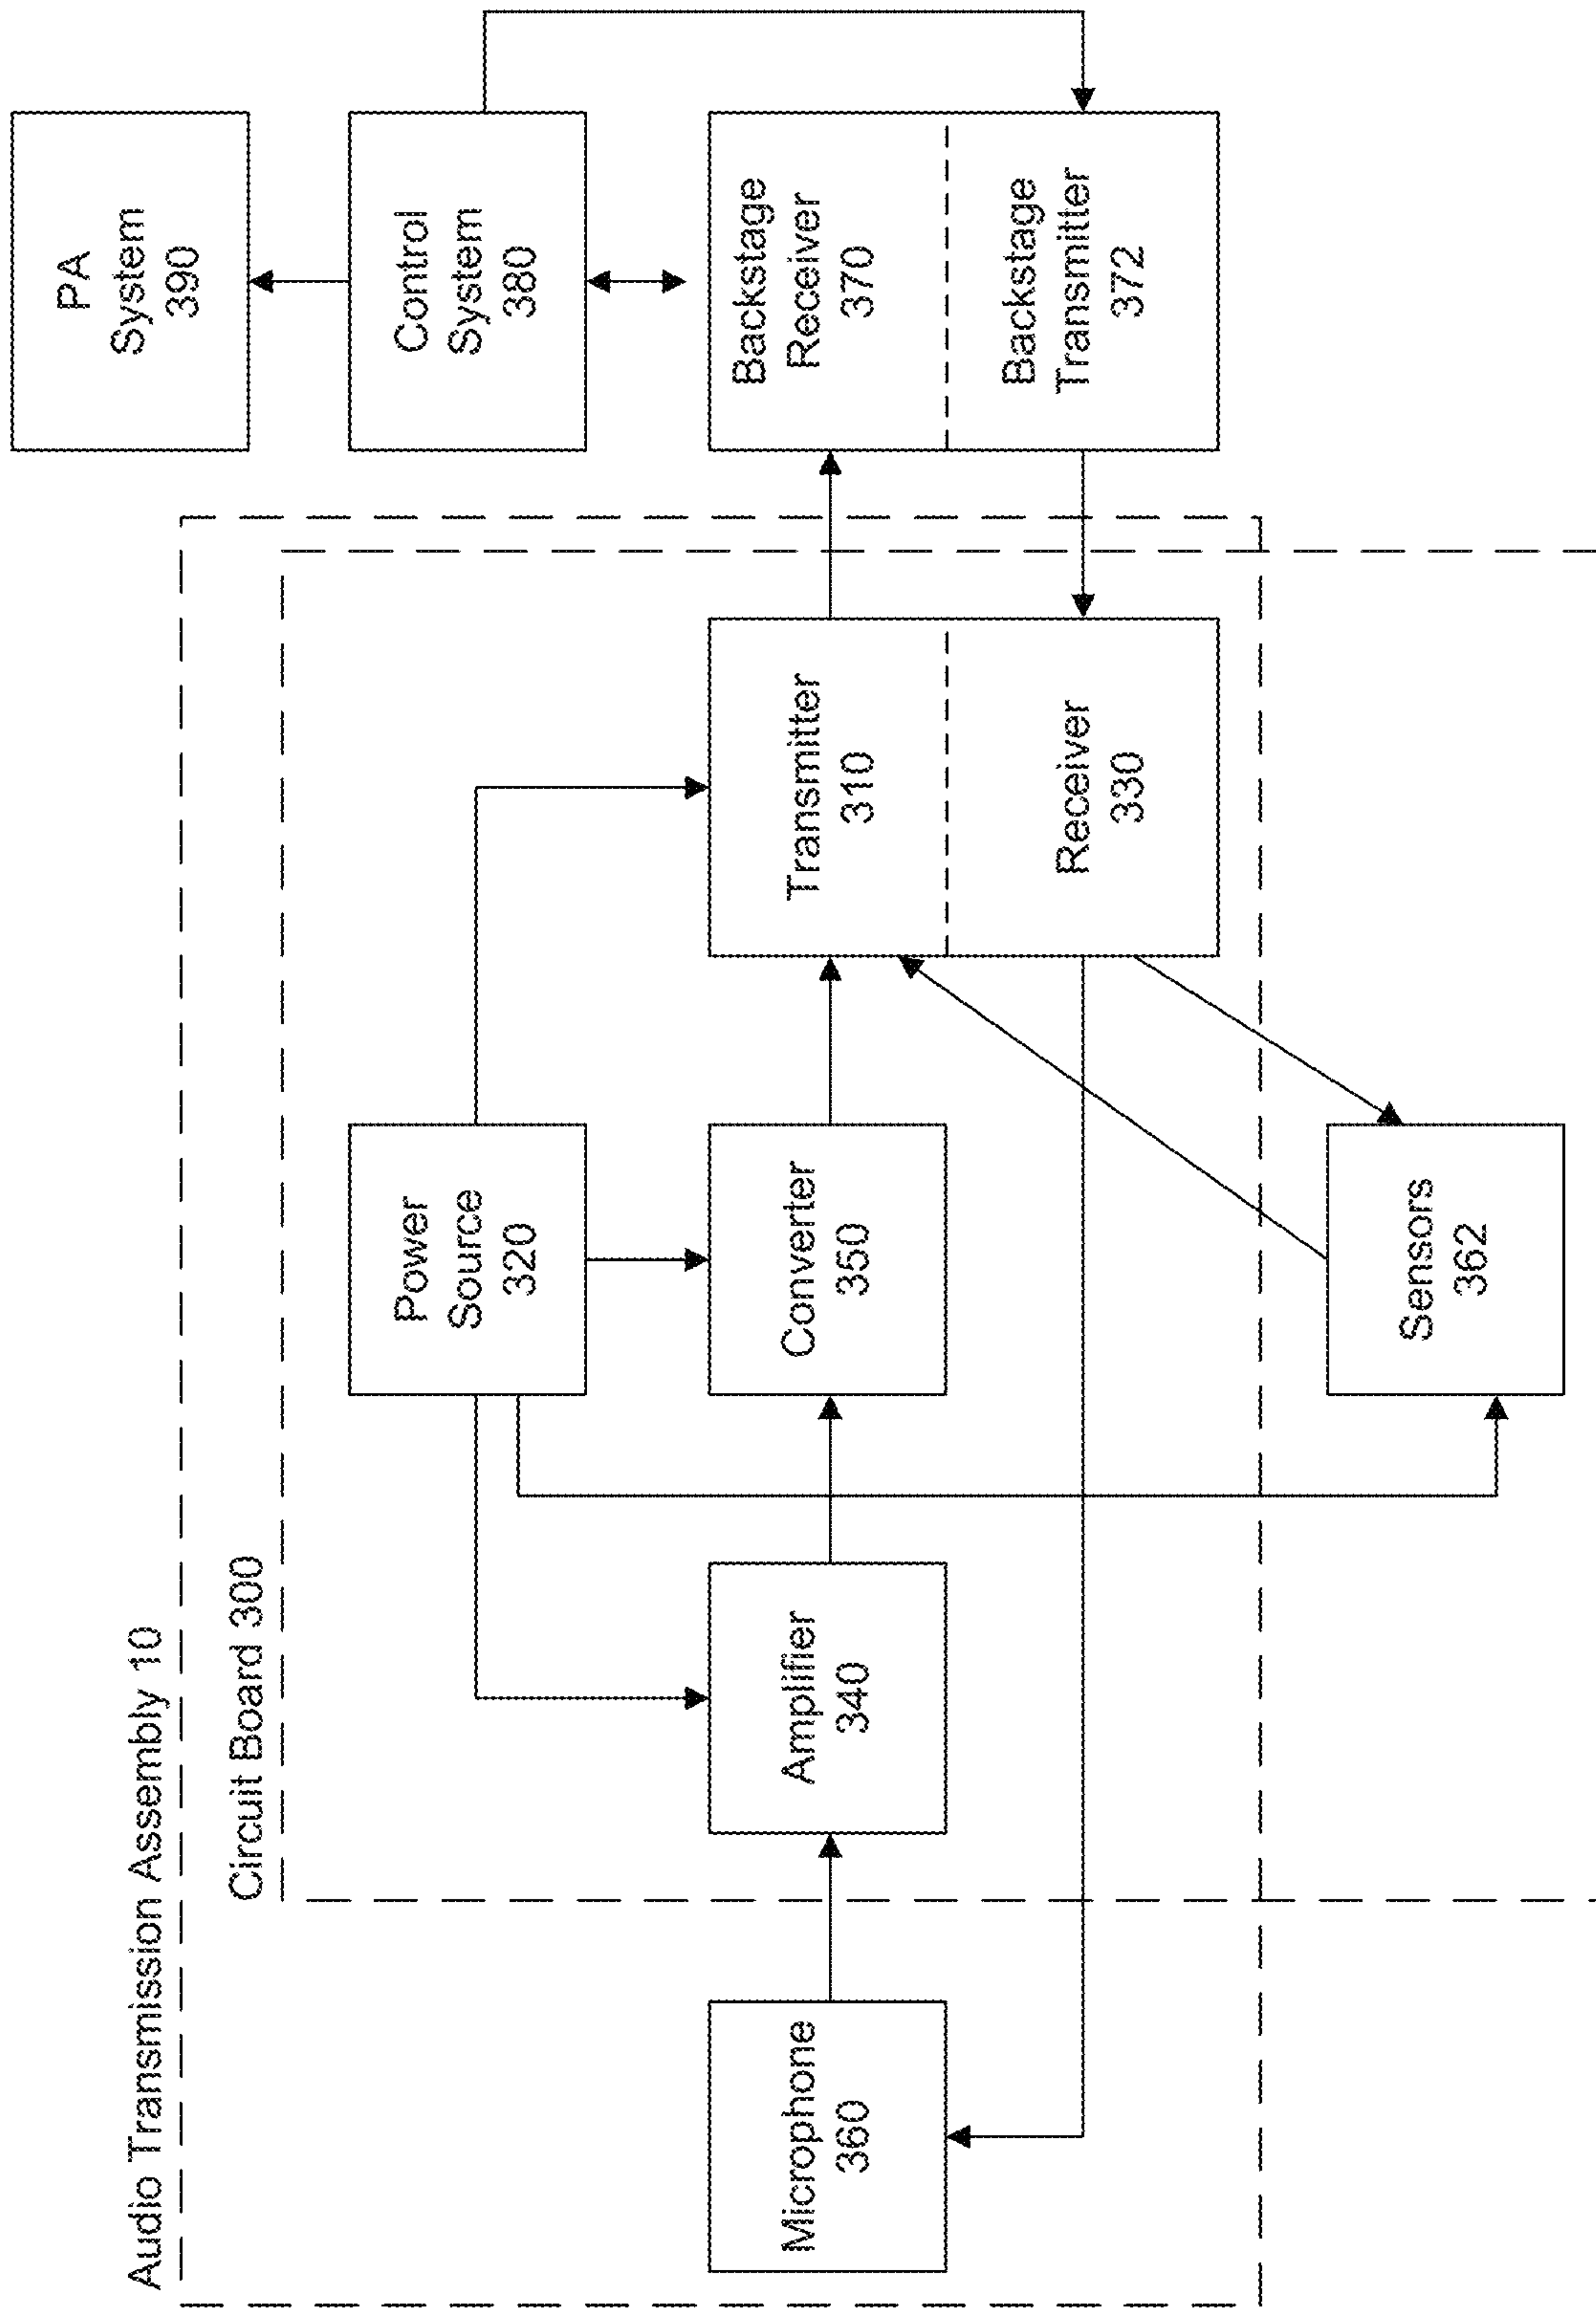 Audio Transmission Assembly 10
Circuit Board 300
Power
Source
320
Control
System
380
PA
System
390
Microphone
360
Amplifier
340
Converter
350
Transmitter
310
Receiver
330
Backstage
Receiver
370
Backstage
Transmitter
372
Sensors
362